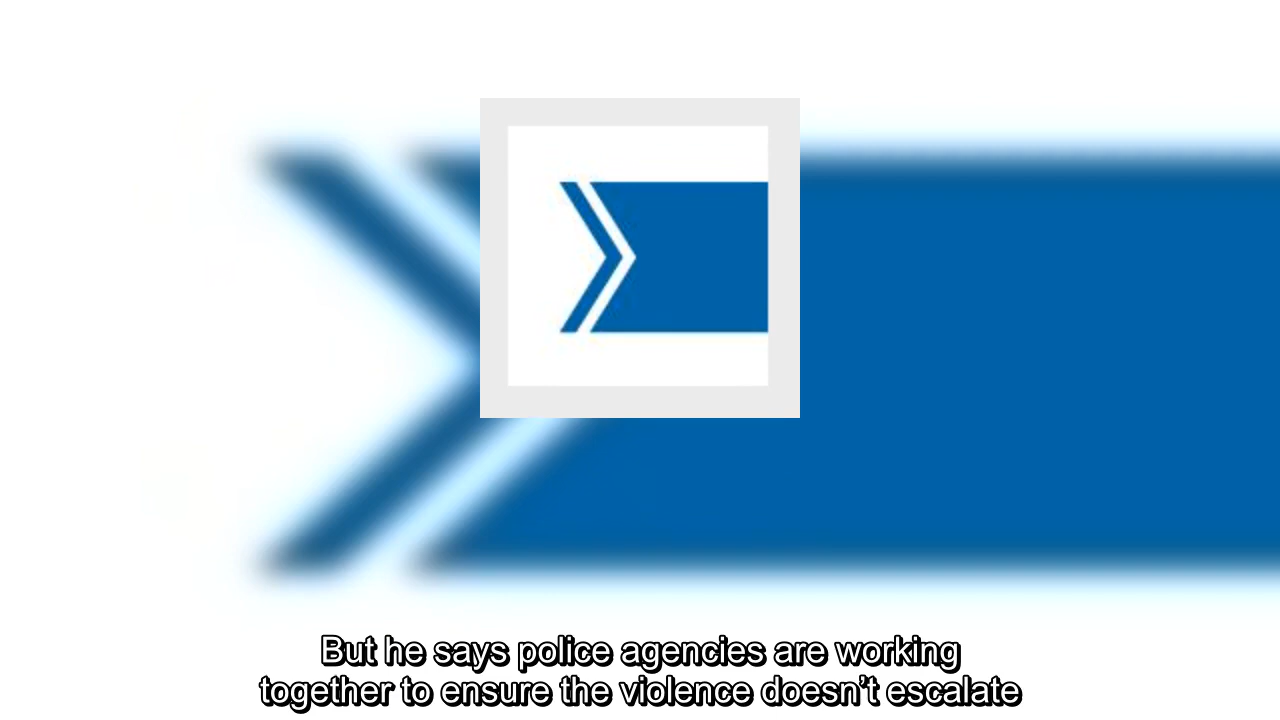 But he says police agencies are working
together to ensure the violence doesn’t escalate